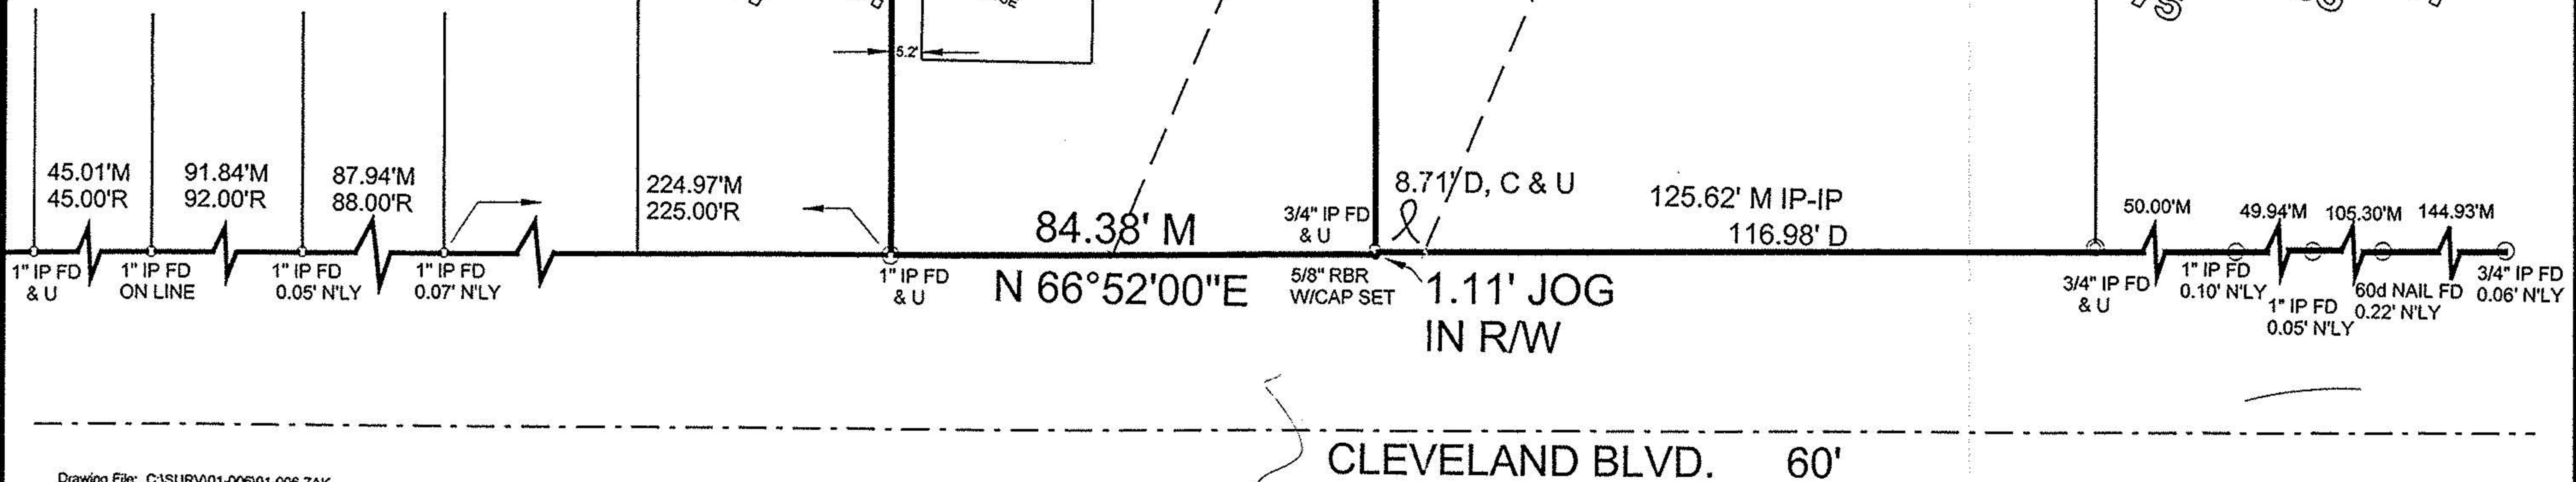 5.2'
45.01'M
45.00'R
91.84'M
92.00'R
87.94'M
88.00'R
224.97'M
225.00'R
84.38' M
3/4" IP FD
& U
8.71' D, C & U
125.62' M IP-IP
116.98' D
50.00'M
49.94'M
105.30'M
144.93'M
1" IP FD
& U
1" IP FD
ON LINE
1" IP FD
0.05' N'LY
1" IP FD
0.07' N'LY
1" IP FD
& U
N 66°52'00"E
5/8" RBR
W/CAP SET
1.11' JOG
IN R/W
3/4" IP FD
& U
1" IP FD
0.10' N'LY
1" IP FD
0.05' N'LY
60d NAIL FD
0.22' N'LY
3/4" IP FD
0.06' N'LY
CLEVELAND BLVD. 60'
Drawing File: